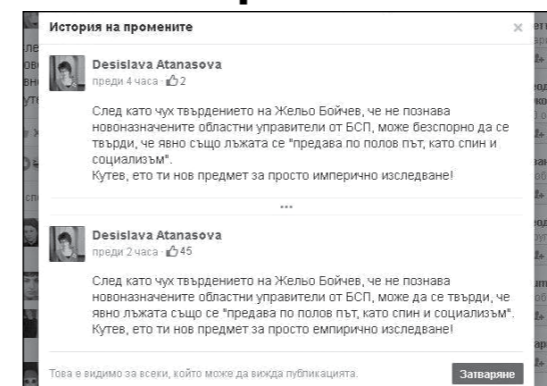 История на промените
Desislava Atanasova
преди 4 часа · 2
След като чух твърдението на Жельо Бойчев, че не познава
новоназначените областни управители от БСП, може безспорно да се
твърди, че явно също лъжата се "предава по полов път, като спин и
социализъм".
Кутев, ето ти нов предмет за просто имперично изследване!
Desislava Atanasova
преди 2 часа · 45
След като чух твърдението на Жельо Бойчев, че не познава
новоназначените областни управители от БСП, може да се твърди, че
явно лъжата също се "предава по полов път, като спин и социализъм".
Кутев, ето ти нов предмет за просто емпирично изследване!
Това е видимо за всеки, който може да вижда публикацията.
Затваряне